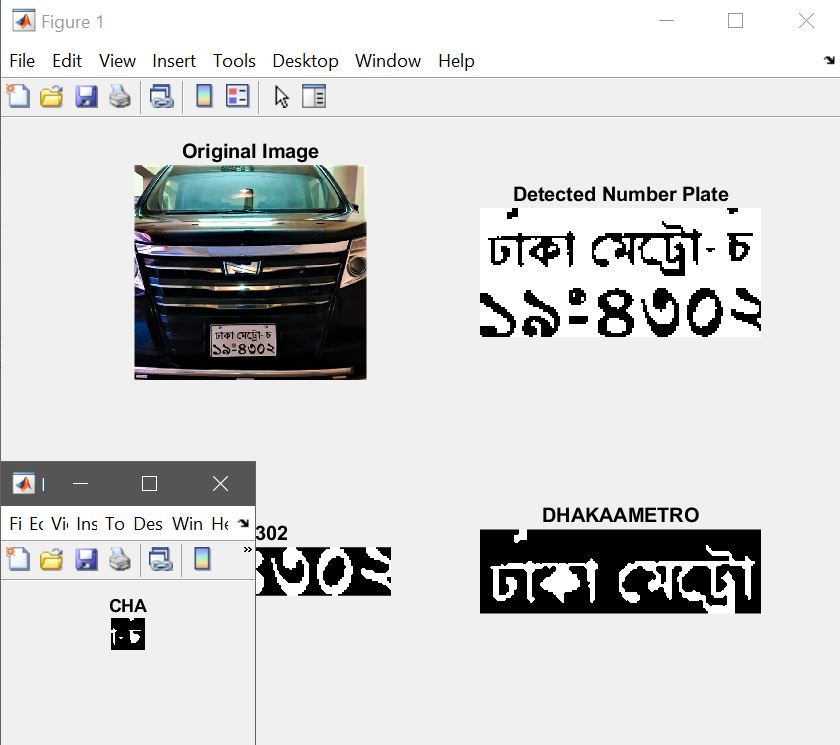 Figure 1
File Edit View Insert Tools Desktop Window Help
Original Image
ঢাকা মেট্রো-চ
১৯-৪৩০২
Detected Number Plate
ঢাকা মেট্রো-চ
১৯-৪৩০২
Fi Ec Vi Ins To Des Win He
CHA
চ
302
৪৩০২
DHAKAAMETRO
ঢাকা মেট্রো